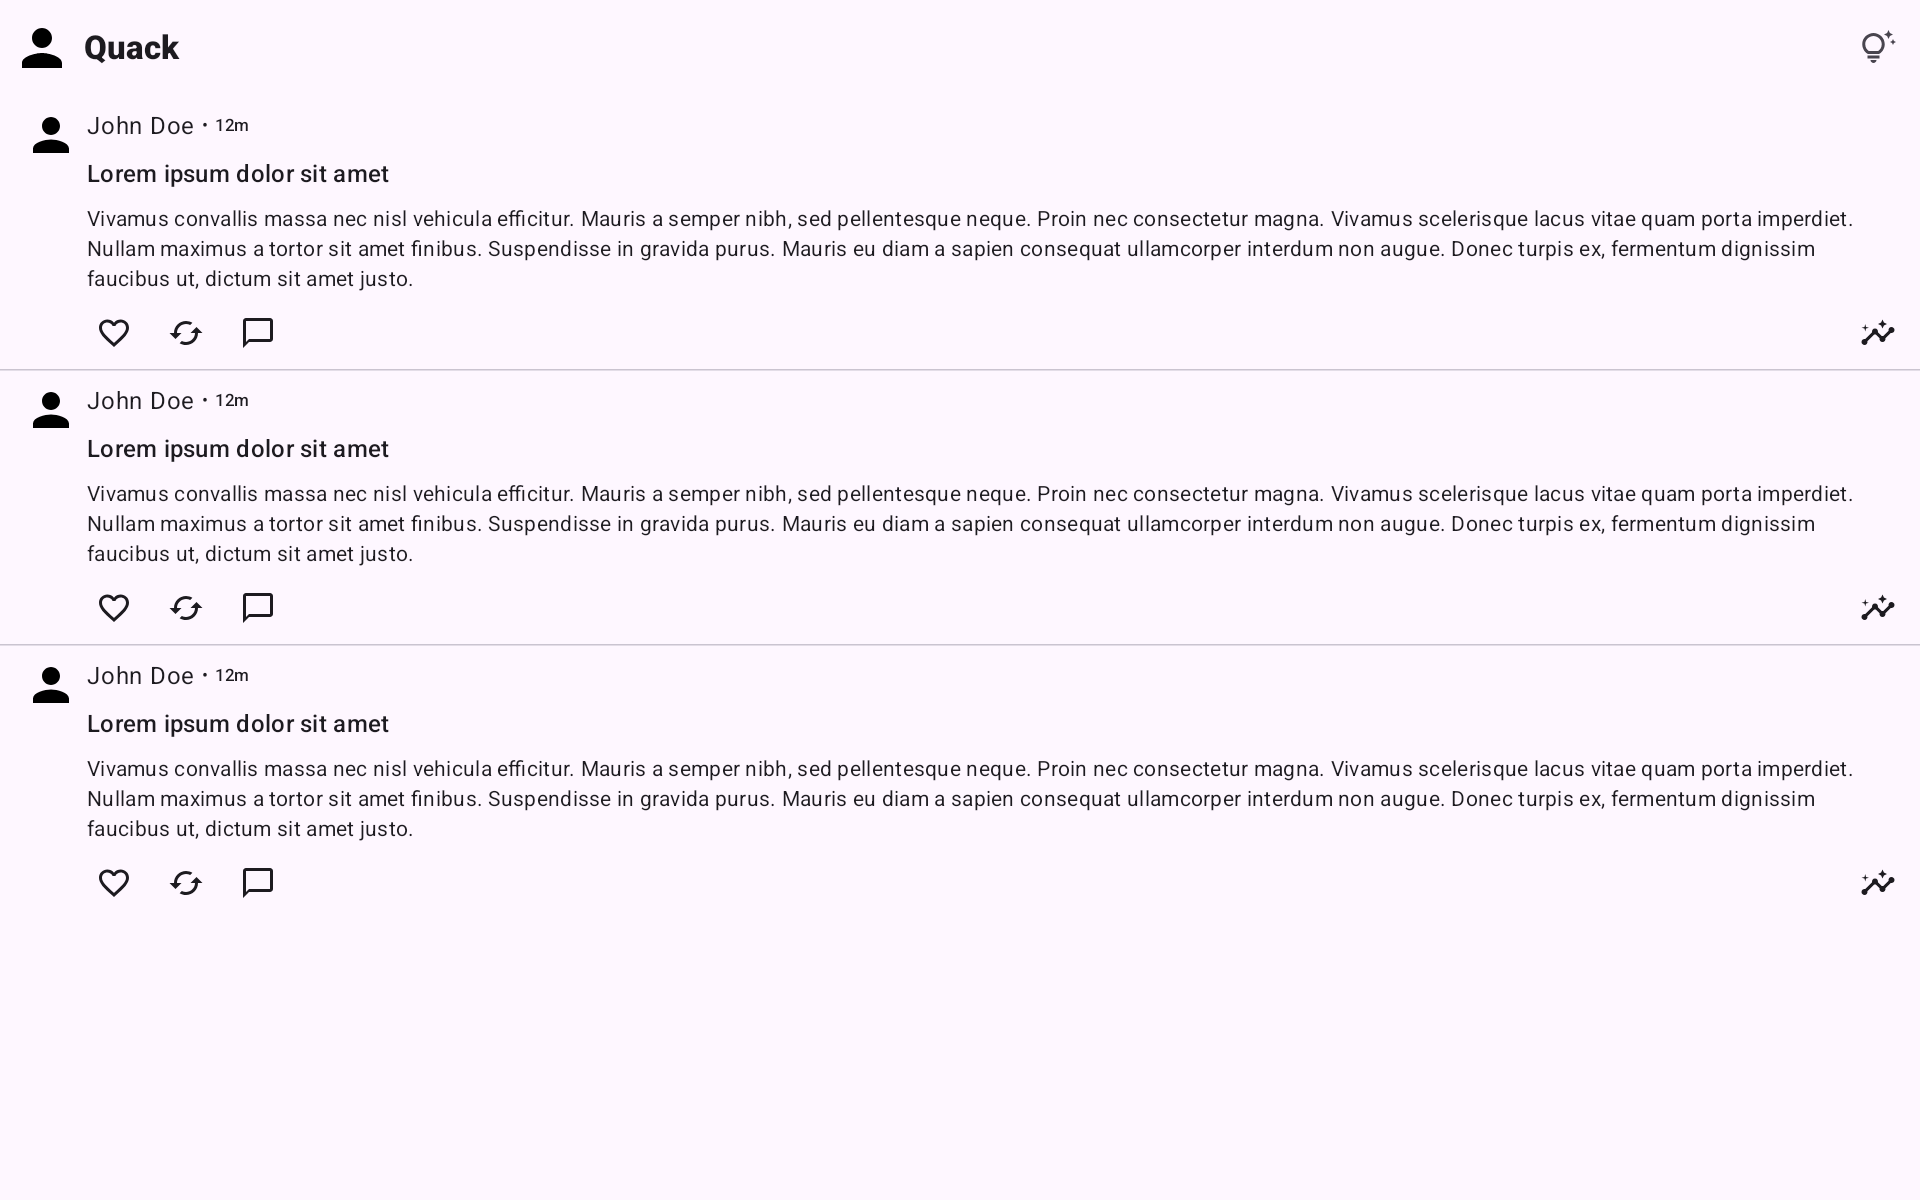 Quack
John Doe • 12m
Lorem ipsum dolor sit amet
Vivamus convallis massa nec nisl vehicula efficitur. Mauris a semper nibh, sed pellentesque neque. Proin nec consectetur magna. Vivamus scelerisque lacus vitae quam porta imperdiet.
Nullam maximus a tortor sit amet finibus. Suspendisse in gravida purus. Mauris eu diam a sapien consequat ullamcorper interdum non augue. Donec turpis ex, fermentum dignissim
faucibus ut, dictum sit amet justo.
John Doe • 12m
Lorem ipsum dolor sit amet
Vivamus convallis massa nec nisl vehicula efficitur. Mauris a semper nibh, sed pellentesque neque. Proin nec consectetur magna. Vivamus scelerisque lacus vitae quam porta imperdiet.
Nullam maximus a tortor sit amet finibus. Suspendisse in gravida purus. Mauris eu diam a sapien consequat ullamcorper interdum non augue. Donec turpis ex, fermentum dignissim
faucibus ut, dictum sit amet justo.
John Doe • 12m
Lorem ipsum dolor sit amet
Vivamus convallis massa nec nisl vehicula efficitur. Mauris a semper nibh, sed pellentesque neque. Proin nec consectetur magna. Vivamus scelerisque lacus vitae quam porta imperdiet.
Nullam maximus a tortor sit amet finibus. Suspendisse in gravida purus. Mauris eu diam a sapien consequat ullamcorper interdum non augue. Donec turpis ex, fermentum dignissim
faucibus ut, dictum sit amet justo.